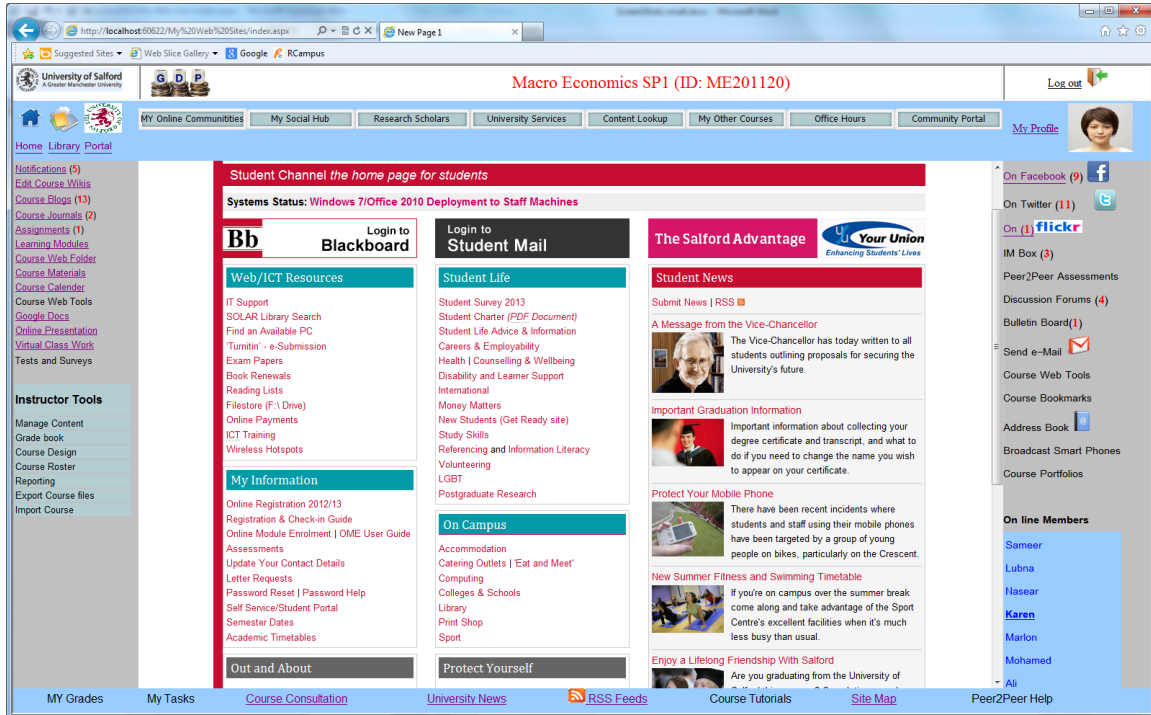 http://localhost:60622/My%20Web%20Sites/index.aspx
New Page 1
Suggested Sites
Web Slice Gallery
Google
RCampus
University of Salford
A Greater Manchester University
G D P
Macro Economics SP1 (ID: ME201120)
Log out
MY Online Communitities
My Social Hub
Research Scholars
University Services
Content Lookup
My Other Courses
Office Hours
Community Portal
My Profile
Home Library Portal
Notifications (5)
Edit Course Wikis
Course Blogs (13)
Course Journals (2)
Assignments (1)
Learning Modules
Course Web Folder
Course Materials
Course Calender
Course Web Tools
Google Docs
Online Presentation
Virtual Class Work
Tests and Surveys
Instructor Tools
Manage Content
Grade book
Course Design
Course Roster
Reporting
Export Course files
Import Course
Student Channel the home page for students
Systems Status: Windows 7/Office 2010 Deployment to Staff Machines
Bb
Login to
Blackboard
Login to
Student Mail
The Salford Advantage
Yu Your Union
Enhancing Students' Lives
Web/ICT Resources
IT Support
SOLAR Library Search
Find an Available PC
'Turnitin' - e-Submission
Exam Papers
Book Renewals
Reading Lists
Filestore (F:\ Drive)
Online Payments
ICT Training
Wireless Hotspots
My Information
Online Registration 2012/13
Registration & Check-in Guide
Online Module Enrolment | OME User Guide
Assessments
Update Your Contact Details
Letter Requests
Password Reset | Password Help
Self Service/Student Portal
Semester Dates
Academic Timetables
Out and About
Student Life
Student Survey 2013
Student Charter (PDF Document)
Student Life Advice & Information
Careers & Employability
Health | Counselling & Wellbeing
Disability and Learner Support
International
Money Matters
New Students (Get Ready site)
Study Skills
Referencing and Information Literacy
Volunteering
LGBT
Postgraduate Research
On Campus
Accommodation
Catering Outlets | 'Eat and Meet'
Computing
Colleges & Schools
Library
Print Shop
Sport
Protect Yourself
Student News
Submit News | RSS
A Message from the Vice-Chancellor
The Vice-Chancellor has today written to all
students outlining proposals for securing the
University's future.
Important Graduation Information
Important information about collecting your
degree certificate and transcript, and what to
do if you need to change the name you wish
to appear on your certificate.
Protect Your Mobile Phone
There have been recent incidents where
students and staff using their mobile phones
have been targeted by a group of young
people on bikes, particularly on the Crescent.
New Summer Fitness and Swimming Timetable
If you're on campus over the summer break
come along and take advantage of the Sport
Centre's excellent facilities when it's much
less busy than usual.
Enjoy a Lifelong Friendship With Salford
Are you graduating from the University of
On Facebook (9)
On Twitter (11)
On (1) flickr
IM Box (3)
Peer2Peer Assessments
Discussion Forums (4)
Bulletin Board(1)
Send e-Mail
Course Web Tools
Course Bookmarks
Address Book
Broadcast Smart Phones
Course Portfolios
On line Members
Sameer
Lubna
Nasear
Karen
Marlon
Mohamed
Ali
MY Grades
My Tasks
Course Consultation
University News
RSS Feeds
Course Tutorials
Site Map
Peer2Peer Help